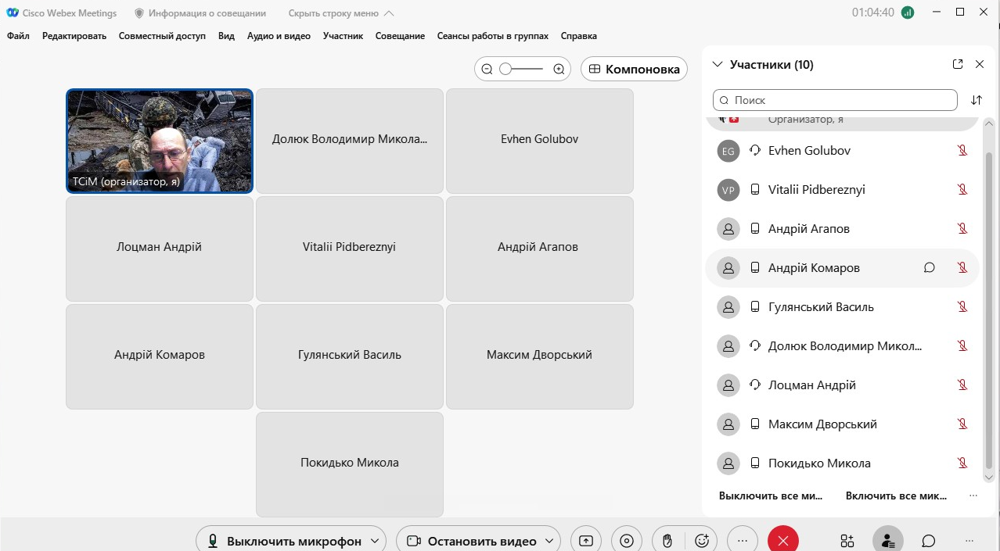 Cisco Webex Meetings
Информация о совещании
Скрыть строку меню
01:04:40
Файл Редактировать Совместный доступ Вид Аудио и видео Участник Совещание Сеансы работы в группах Справка
Компоновка
TCiM (организатор, я)
Долюк Володимир Микола...
Evhen Golubov
Лоцман Андрій
Vitalii Pidbereznyi
Андрій Агапов
Андрій Комаров
Гулянський Василь
Максим Дворський
Покидько Микола
Участники (10)
Поиск
Организатор, я
EG Evhen Golubov
VP Vitalii Pidbereznyi
Андрій Агапов
Андрій Комаров
Гулянський Василь
Долюк Володимир Микол...
Лоцман Андрій
Максим Дворський
Покидько Микола
Выключить все ми... Включить все мик... ...
Выключить микрофон
Остановить видео